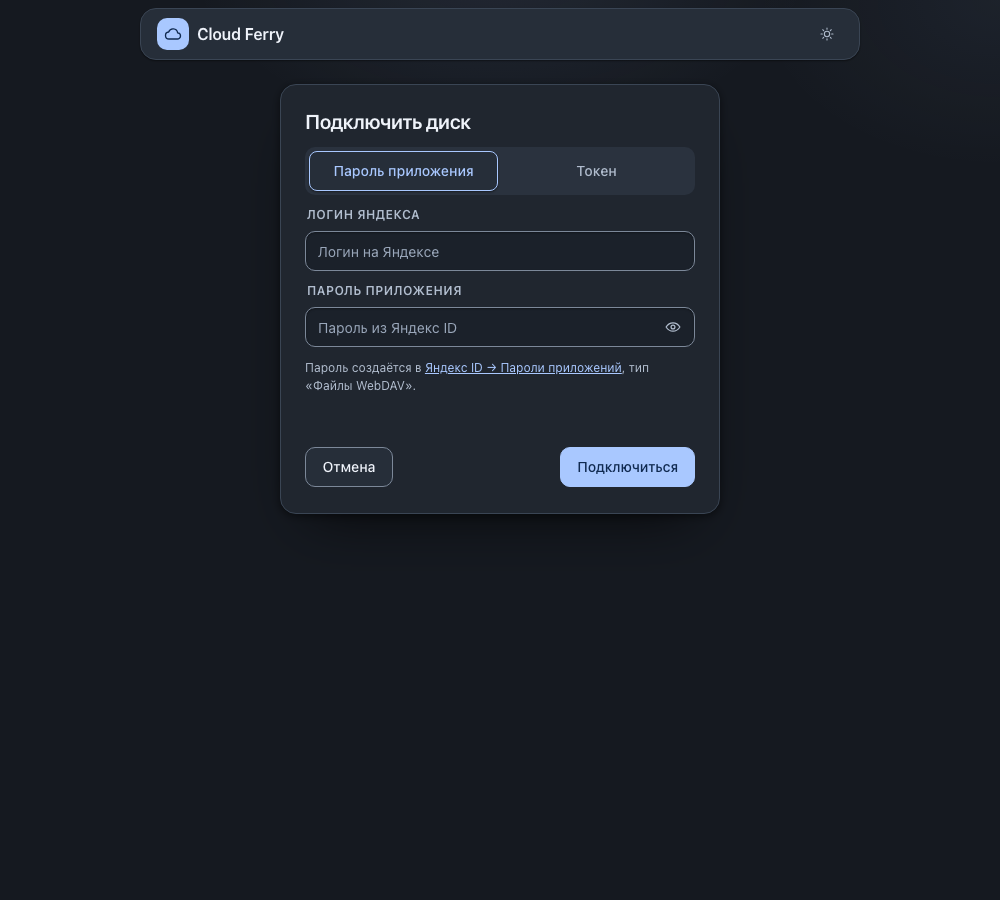 Cloud Ferry
Подключить диск
Пароль приложения
Токен
ЛОГИН ЯНДЕКСА
Логин на Яндексе
ПАРОЛЬ ПРИЛОЖЕНИЯ
Пароль из Яндекс ID
Пароль создаётся в Яндекс ID → Пароли приложений, тип
«Файлы WebDAV».
Отмена
Подключиться